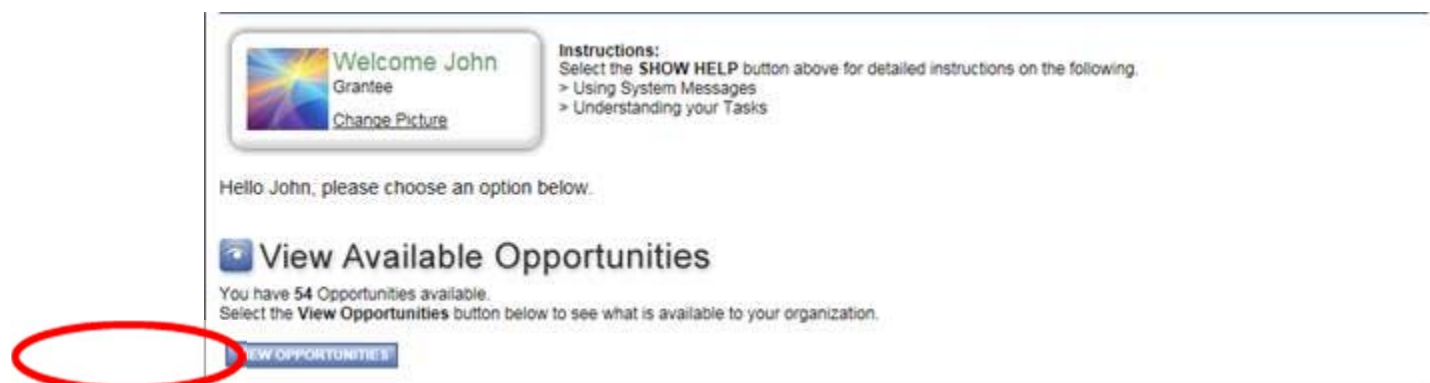 Welcome John
Grantee
Change Picture
Instructions:
Select the SHOW HELP button above for detailed instructions on the following.
> Using System Messages
> Understanding your Tasks
Hello John, please choose an option below.
View Available Opportunities
You have 54 Opportunities available.
Select the View Opportunities button below to see what is available to your organization.
VIEW OPPORTUNITIES